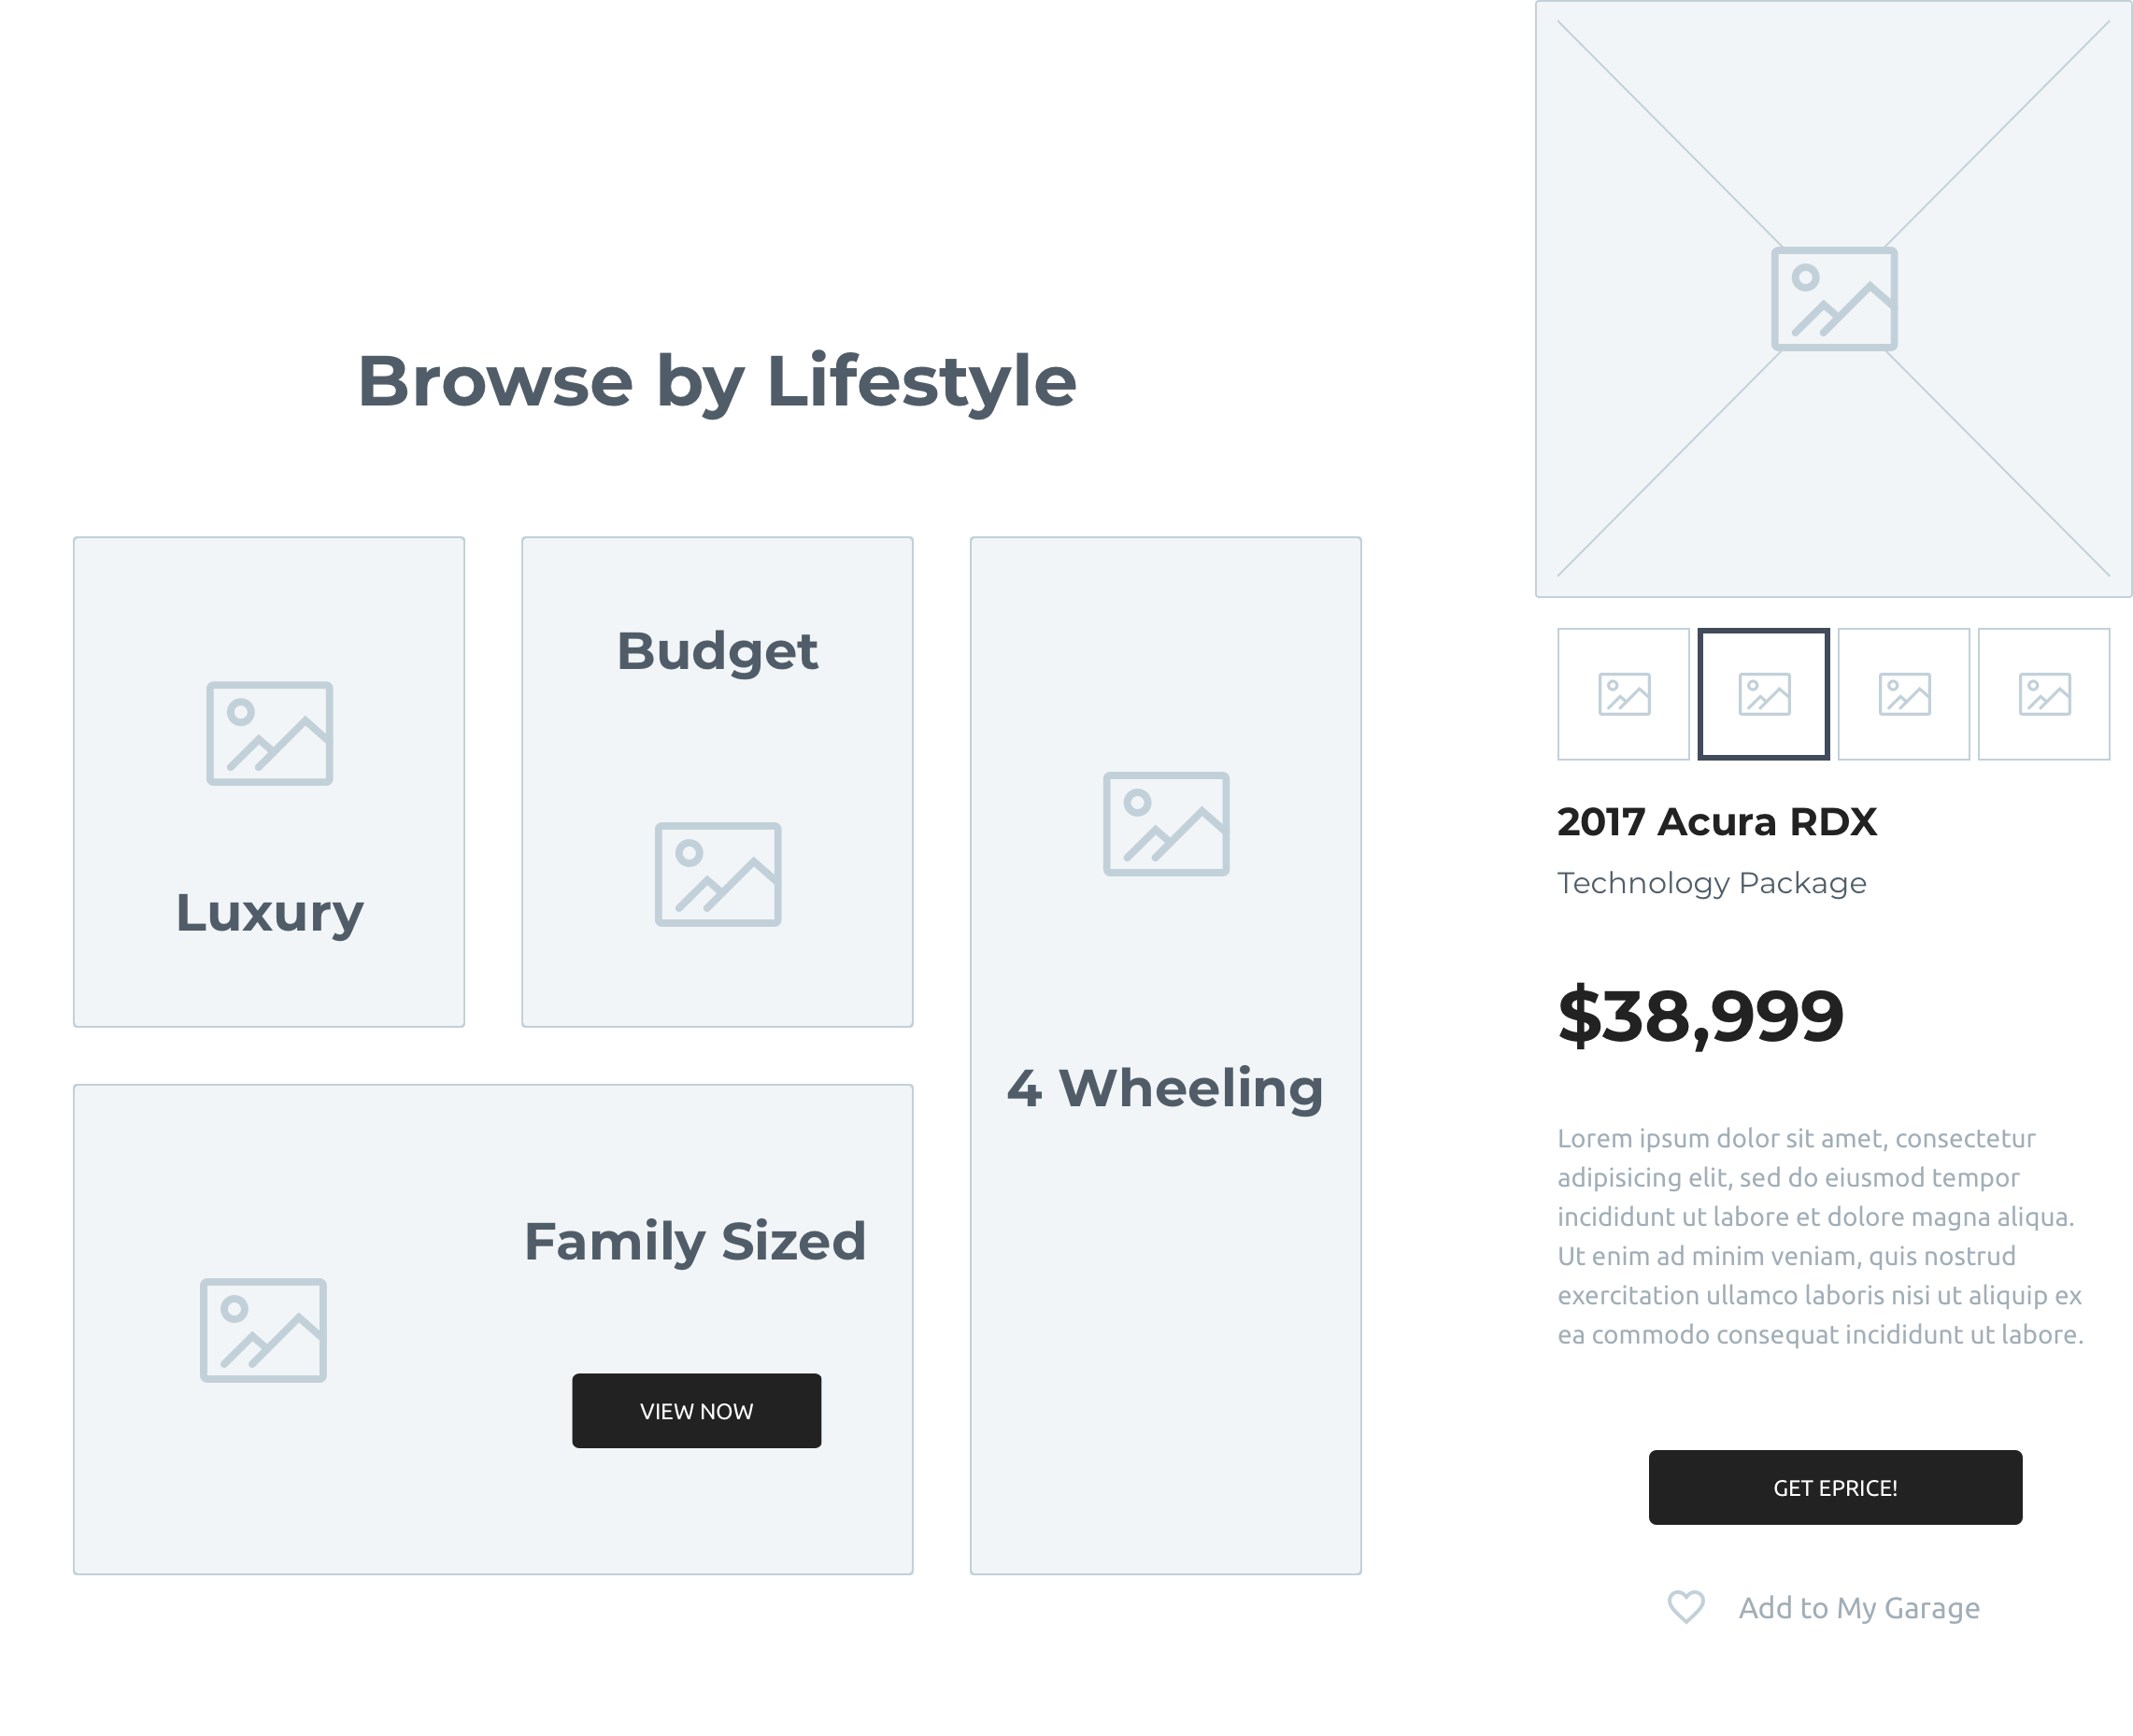 Browse by Lifestyle
Luxury
Budget
4 Wheeling
Family Sized
VIEW NOW
2017 Acura RDX
Technology Package
$38,999
Lorem ipsum dolor sit amet, consectetur
adipisicing elit, sed do eiusmod tempor
incididunt ut labore et dolore magna aliqua.
Ut enim ad minim veniam, quis nostrud
exercitation ullamco laboris nisi ut aliquip ex
ea commodo consequat incididunt ut labore.
GET EPRICE!
Add to My Garage